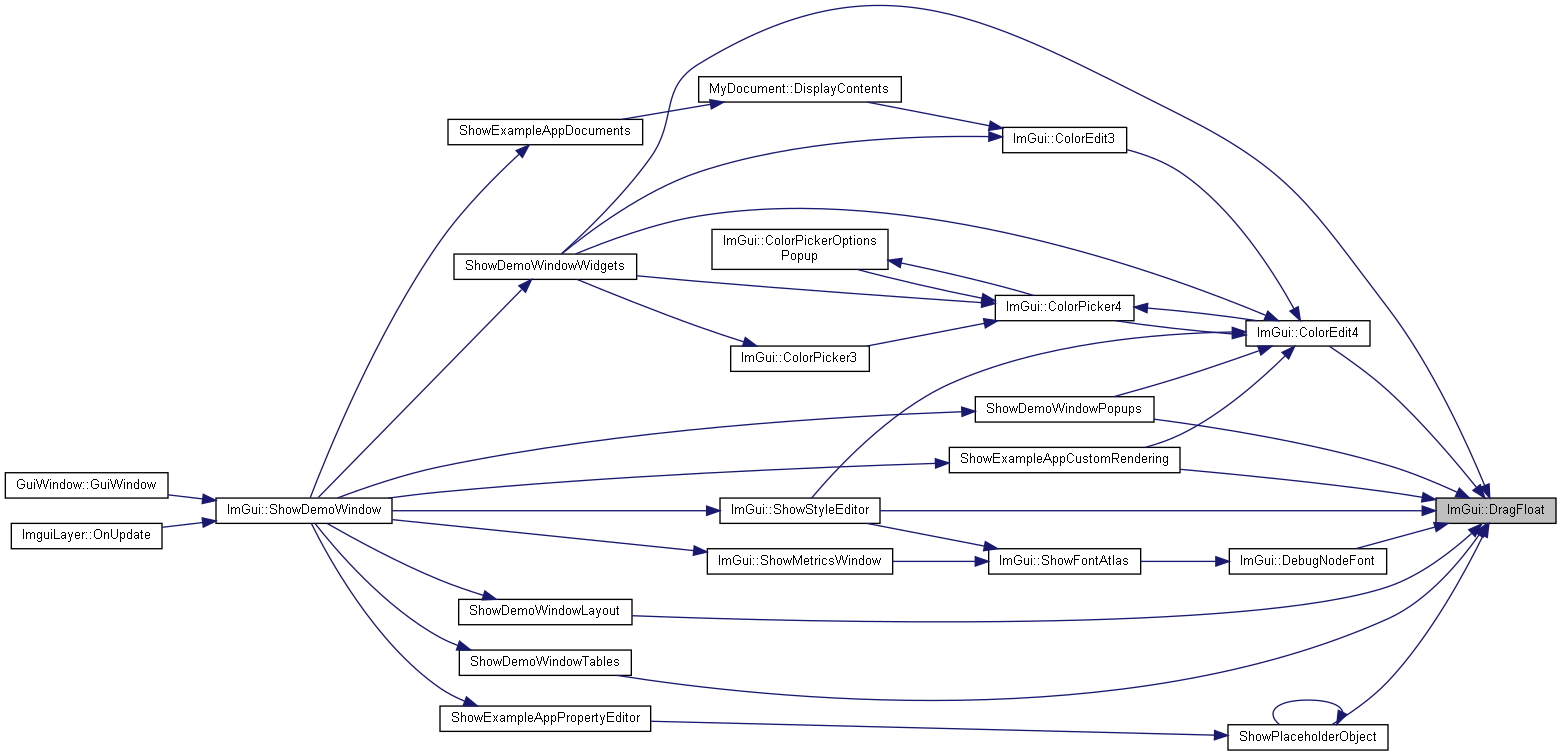 MyDocument::DisplayContents
ShowExampleAppDocuments
ImGui::ColorEdit3
ImGui::ColorPickerOptions
Popup
ShowDemoWindowWidgets
ImGui::ColorPicker4
ImGui::ColorEdit4
ImGui::ColorPicker3
ShowDemoWindowPopups
ShowExampleAppCustomRendering
GuiWindow::GuiWindow
ImGui::ShowDemoWindow
ImGui::ShowStyleEditor
ImGui::DragFloat
ImguiLayer::OnUpdate
ImGui::ShowMetricsWindow
ImGui::ShowFontAtlas
ImGui::DebugNodeFont
ShowDemoWindowLayout
ShowDemoWindowTables
ShowExampleAppPropertyEditor
ShowPlaceholderObject